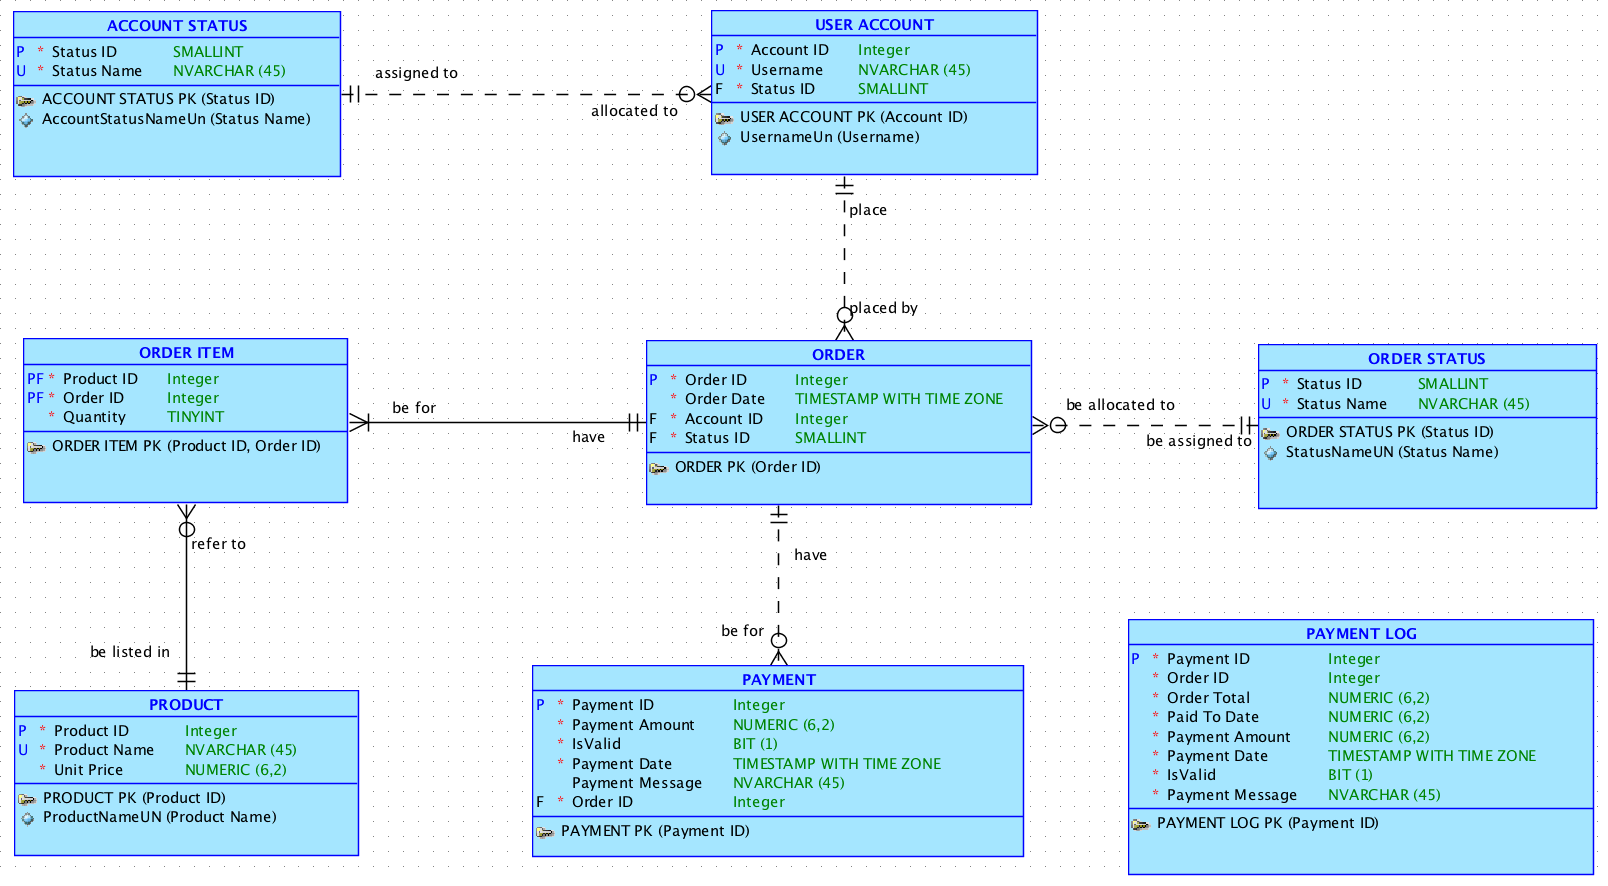 ACCOUNT STATUS
P * Status ID SMALLINT
U * Status Name NVARCHAR (45)
ACCOUNT STATUS PK (Status ID)
AccountStatusNameUn (Status Name)
assigned to
allocated to
USER ACCOUNT
P * Account ID Integer
U * Username NVARCHAR (45)
F * Status ID SMALLINT
USER ACCOUNT PK (Account ID)
UsernameUn (Username)
place
placed by
ORDER ITEM
PF * Product ID Integer
PF * Order ID Integer
* Quantity TINYINT
ORDER ITEM PK (Product ID, Order ID)
be for
have
ORDER
P * Order ID Integer
* Order Date TIMESTAMP WITH TIME ZONE
F * Account ID Integer
F * Status ID SMALLINT
ORDER PK (Order ID)
be allocated to
be assigned to
ORDER STATUS
P * Status ID SMALLINT
U * Status Name NVARCHAR (45)
ORDER STATUS PK (Status ID)
StatusNameUN (Status Name)
refer to
be listed in
have
be for
PRODUCT
P * Product ID Integer
U * Product Name NVARCHAR (45)
* Unit Price NUMERIC (6,2)
PRODUCT PK (Product ID)
ProductNameUN (Product Name)
PAYMENT
P * Payment ID Integer
* Payment Amount NUMERIC (6,2)
* IsValid BIT (1)
* Payment Date TIMESTAMP WITH TIME ZONE
Payment Message NVARCHAR (45)
F * Order ID Integer
PAYMENT PK (Payment ID)
PAYMENT LOG
P * Payment ID Integer
* Order ID Integer
* Order Total NUMERIC (6,2)
* Paid To Date NUMERIC (6,2)
* Payment Amount NUMERIC (6,2)
* Payment Date TIMESTAMP WITH TIME ZONE
* IsValid BIT (1)
* Payment Message NVARCHAR (45)
PAYMENT LOG PK (Payment ID)